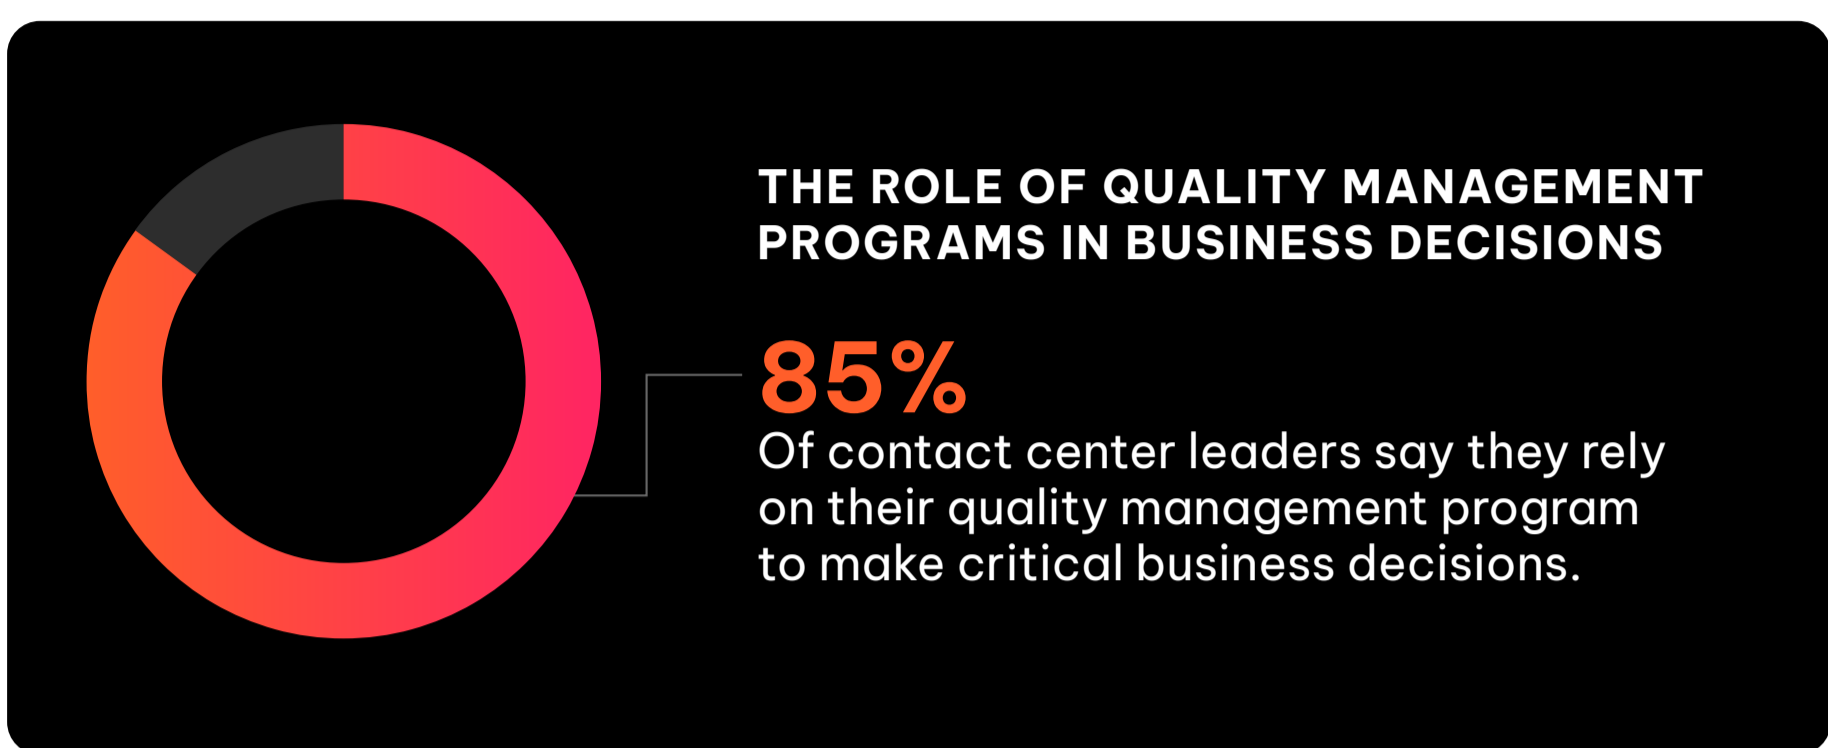 THE ROLE OF QUALITY MANAGEMENT
PROGRAMS IN BUSINESS DECISIONS
85%
Of contact center leaders say they rely
on their quality management program
to make critical business decisions.